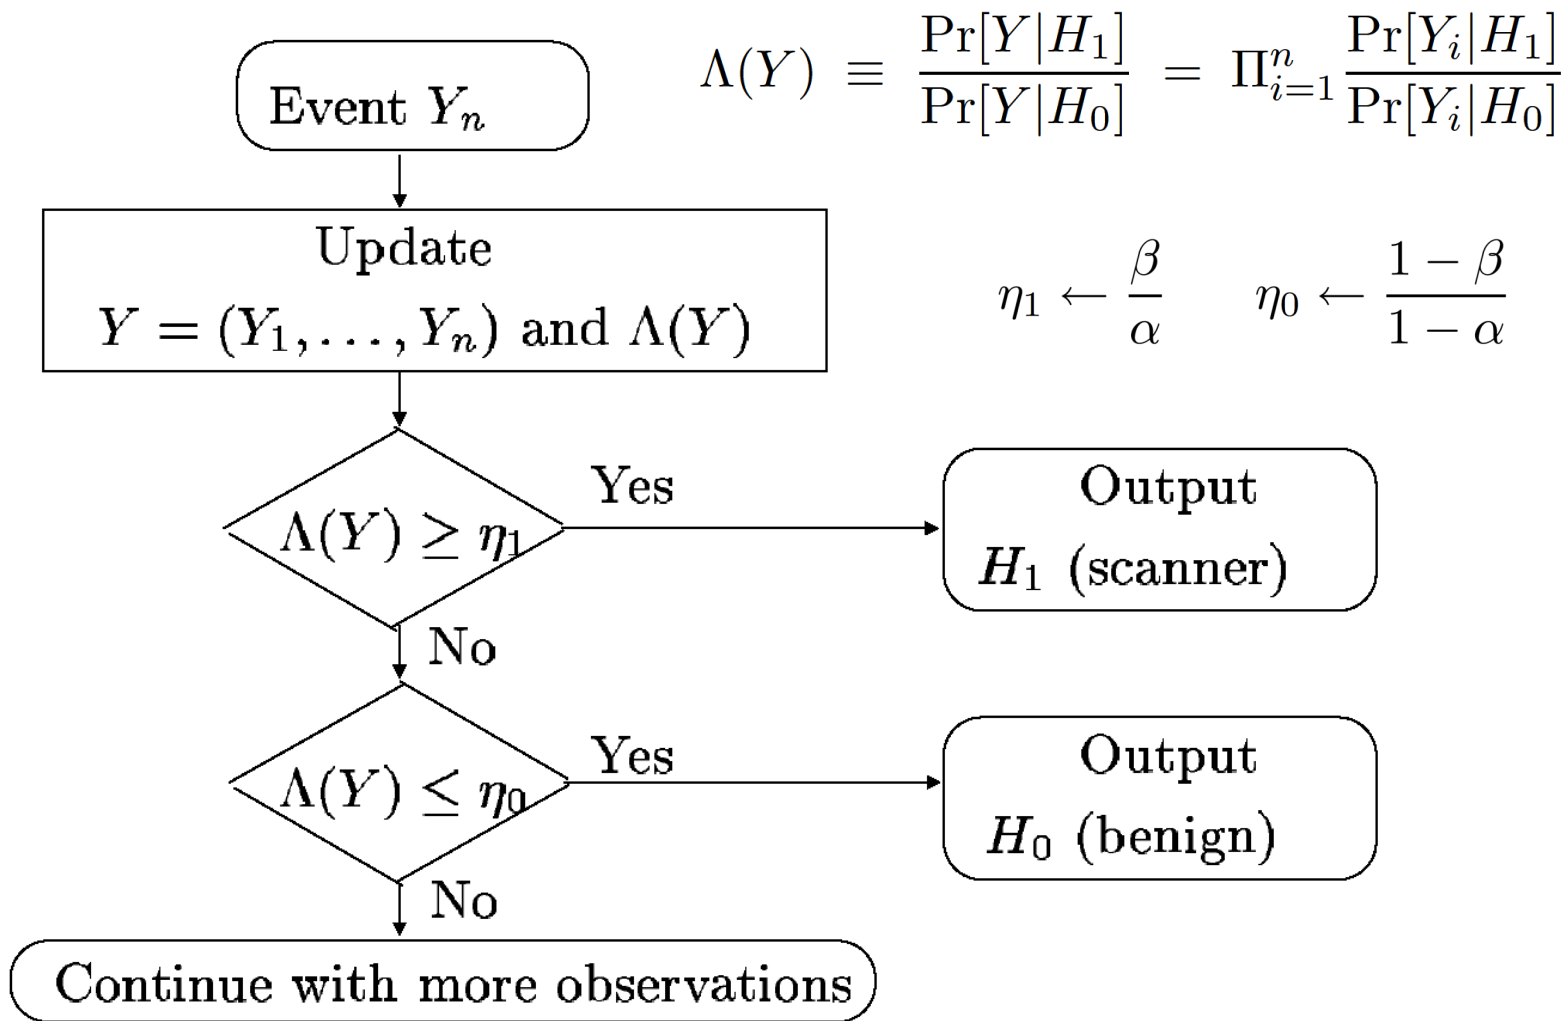 Event Yₙ
Λ(Y) ≡ Pr[Y|H₁] / Pr[Y|H₀] = Πⁿᵢ₌₁ Pr[Yᵢ|H₁] / Pr[Yᵢ|H₀]
Update
Y = (Y₁,...,Yₙ) and Λ(Y)
η₁ ← β / α
η₀ ← 1 − β / 1 − α
Λ(Y) ≥ η₁
Yes
Output
H₁ (scanner)
No
Λ(Y) ≤ η₀
Yes
Output
H₀ (benign)
No
Continue with more observations